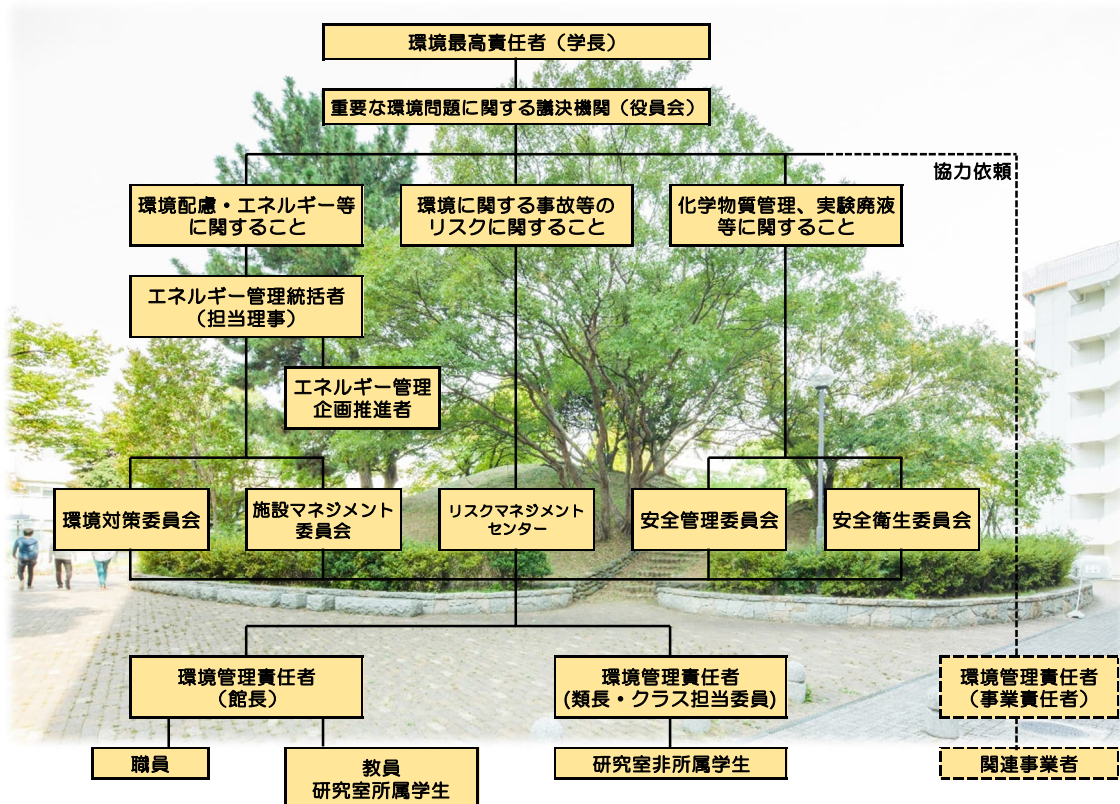 環境最高責任者（学長）
重要な環境問題に関する議決機関（役員会）
協力依頼
環境配慮・エネルギー等
に関すること
環境に関する事故等の
リスクに関すること
化学物質管理、実験廃液
等に関すること
エネルギー管理統括者
（担当理事）
エネルギー管理
企画推進者
環境対策委員会
施設マネジメント
委員会
リスクマネジメント
センター
安全管理委員会
安全衛生委員会
環境管理責任者
（館長）
環境管理責任者
(類長・クラス担当委員)
環境管理責任者
（事業責任者）
職員
教員
研究室所属学生
研究室非所属学生
関連事業者